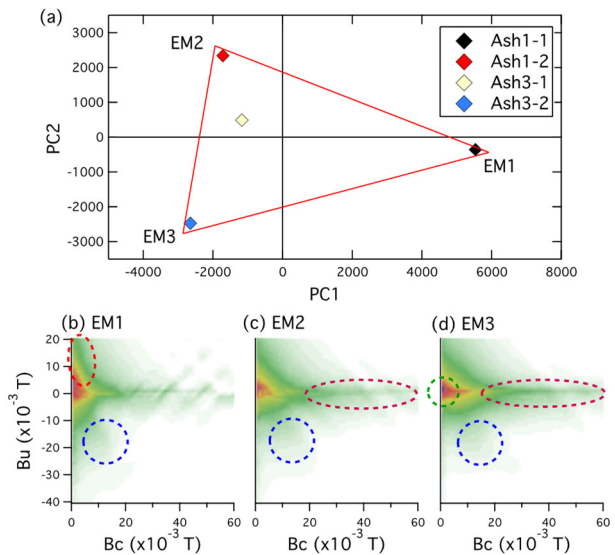 (a)
EM2
Ash1-1
Ash1-2
Ash3-1
Ash3-2
3000
2000
1000
0
-1000
-2000
-3000
PC2
EM1
EM3
-4000 -2000 0 2000 4000 6000 8000
PC1
(b) EM1 (c) EM2 (d) EM3
20
10
0
-10
-20
-30
-40
Bu (x10⁻³ T)
0 20 40 60 0 20 40 60 0 20 40 60
Bc (x10⁻³ T) Bc (x10⁻³ T) Bc (x10⁻³ T)